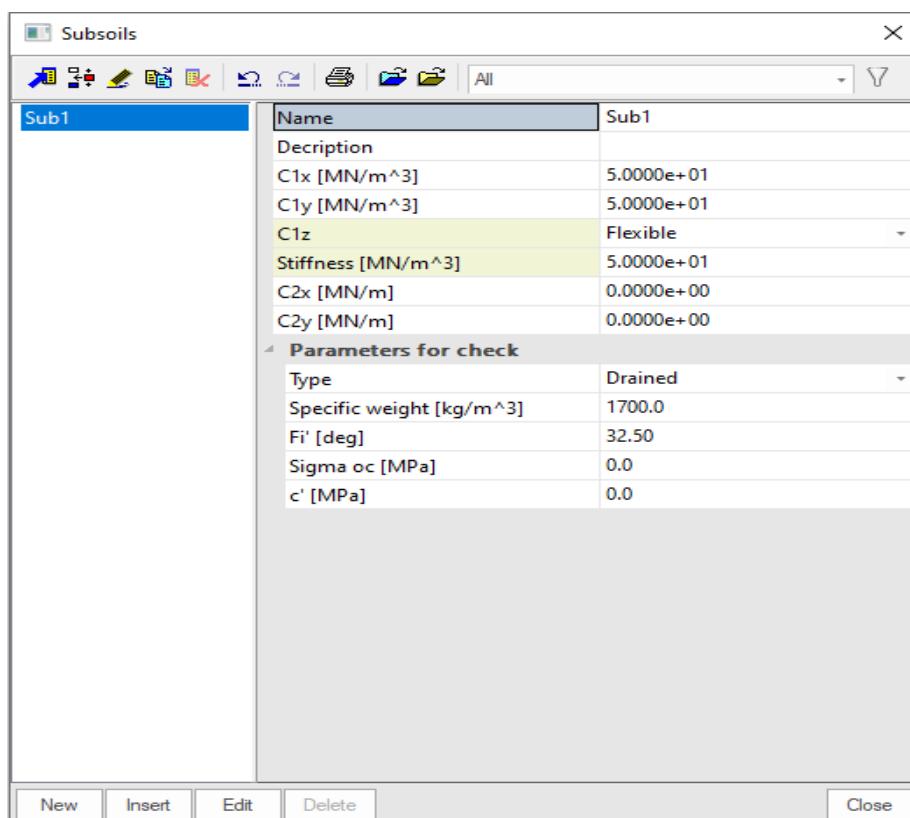 Subsoils
All
Sub1
Name Sub1
Decription
C1x [MN/m^3] 5.0000e+01
C1y [MN/m^3] 5.0000e+01
C1z Flexible
Stiffness [MN/m^3] 5.0000e+01
C2x [MN/m] 0.0000e+00
C2y [MN/m] 0.0000e+00
Parameters for check
Type Drained
Specific weight [kg/m^3] 1700.0
Fi' [deg] 32.50
Sigma oc [MPa] 0.0
c' [MPa] 0.0
New Insert Edit Delete Close